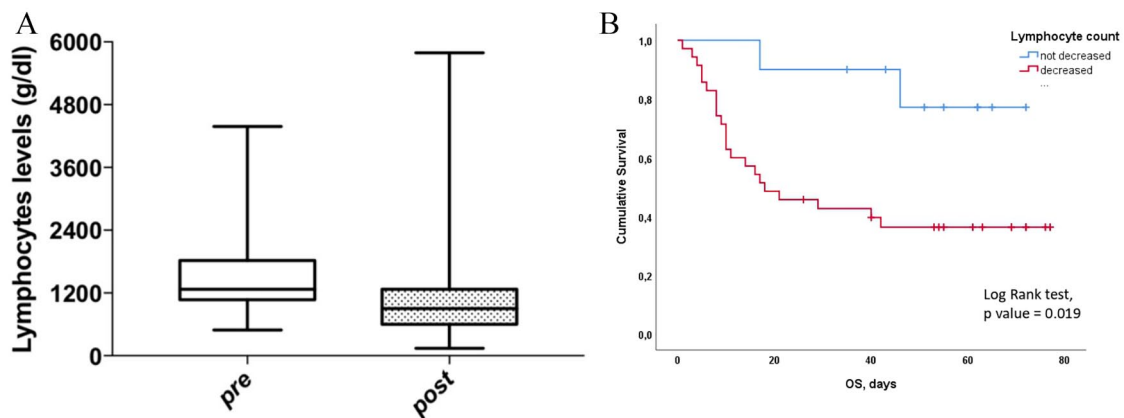 A
Lymphocytes levels (g/dl)
6000
4800
3600
2400
1200
0
pre
post
B
Cumulative Survival
1,0
0,8
0,6
0,4
0,2
0,0
0
20
40
60
80
OS, days
Lymphocyte count
not decreased
decreased
...
Log Rank test,
p value = 0.019